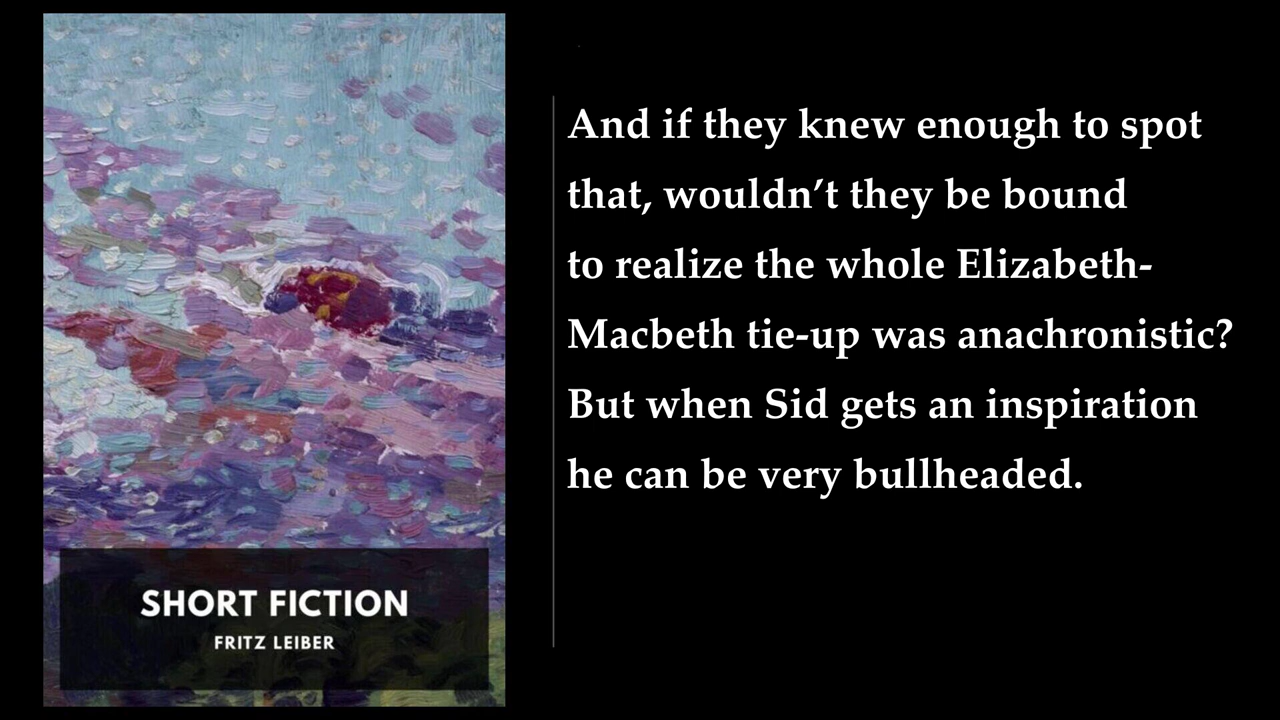 SHORT FICTION
FRITZ LEIBER
And if they knew enough to spot
that, wouldn’t they be bound
to realize the whole Elizabeth-
Macbeth tie-up was anachronistic?
But when Sid gets an inspiration
he can be very bullheaded.